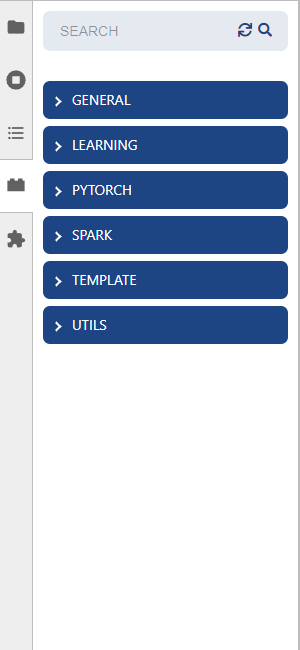 SEARCH
GENERAL
LEARNING
PYTORCH
SPARK
TEMPLATE
UTILS